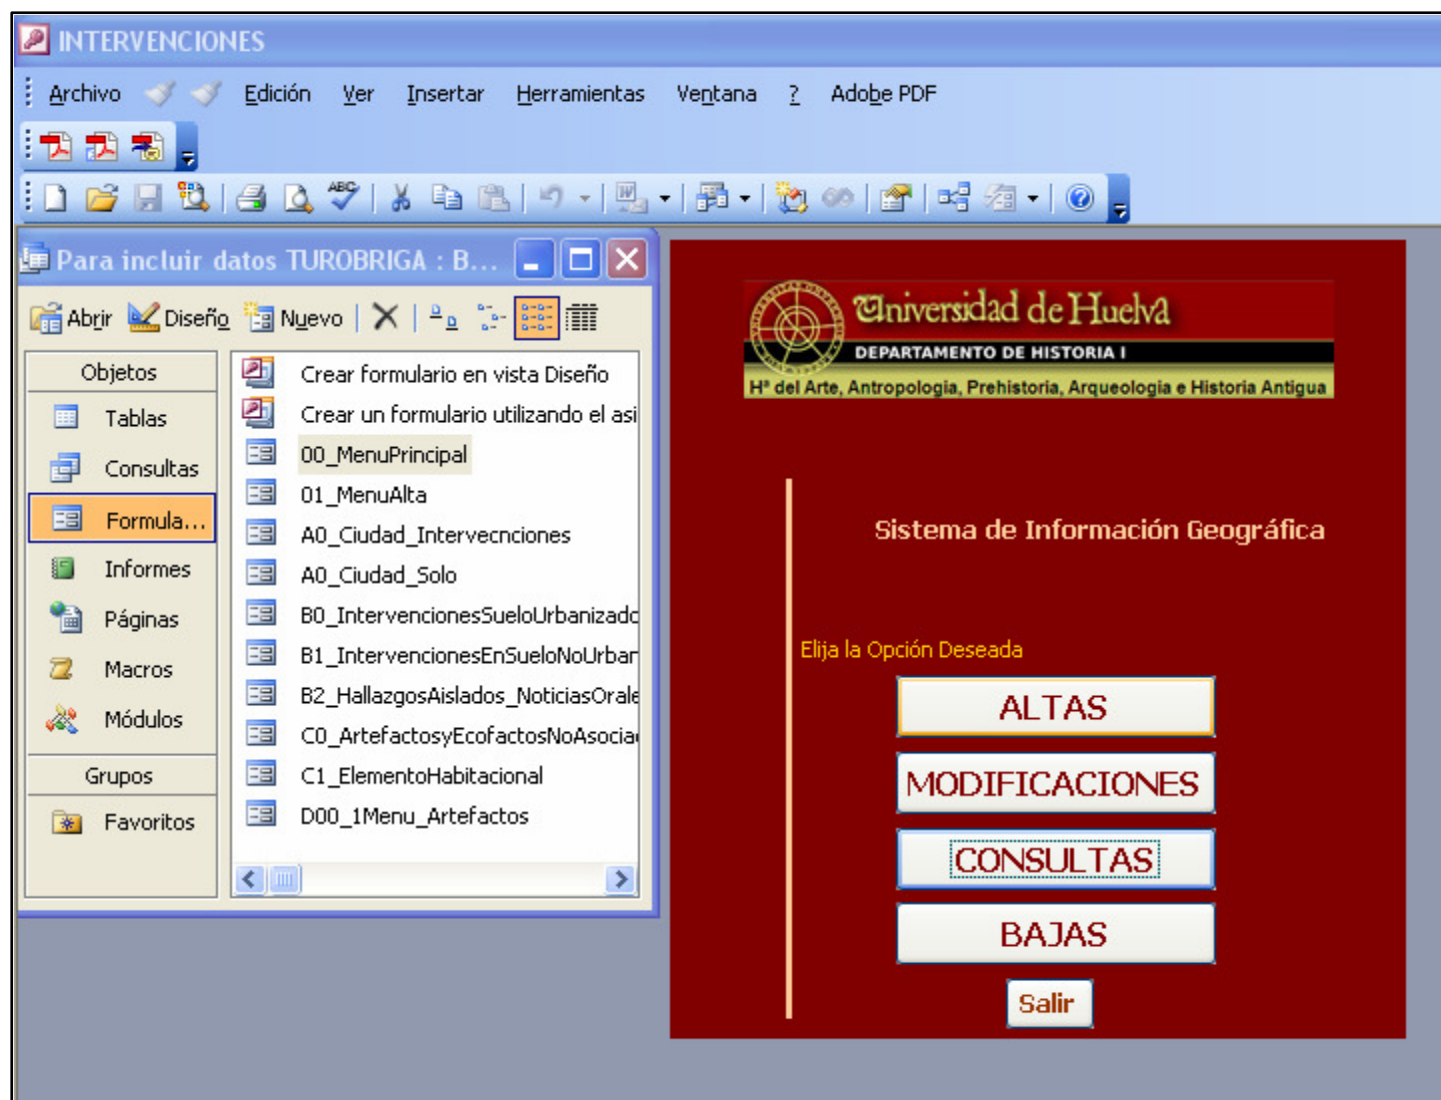 INTERVENCIONES
Archivo Edición Ver Insertar Herramientas Ventana ? Adobe PDF
ABC
W
Para incluir datos TUROBRIGA : B...
Abrir Diseño Nuevo
Objetos
Tablas
Consultas
Formula...
Informes
Páginas
Macros
Módulos
Grupos
Favoritos
Crear formulario en vista Diseño
Crear un formulario utilizando el asi
00_MenuPrincipal
01_MenuAlta
A0_Ciudad_Intervecnciones
A0_Ciudad_Solo
B0_IntervencionesSueloUrbanizado
B1_IntervencionesEnSueloNoUrban
B2_HallazgosAislados_NoticiasOrale
C0_ArtefactosyEcofactosNoAsocia
C1_ElementoHabitacional
D00_1Menu_Artefactos
Universidad de Huelva
DEPARTAMENTO DE HISTORIA I
Hª del Arte, Antropologia, Prehistoria, Arqueologia e Historia Antigua
Sistema de Información Geográfica
Elija la Opción Deseada
ALTAS
MODIFICACIONES
CONSULTAS
BAJAS
Salir